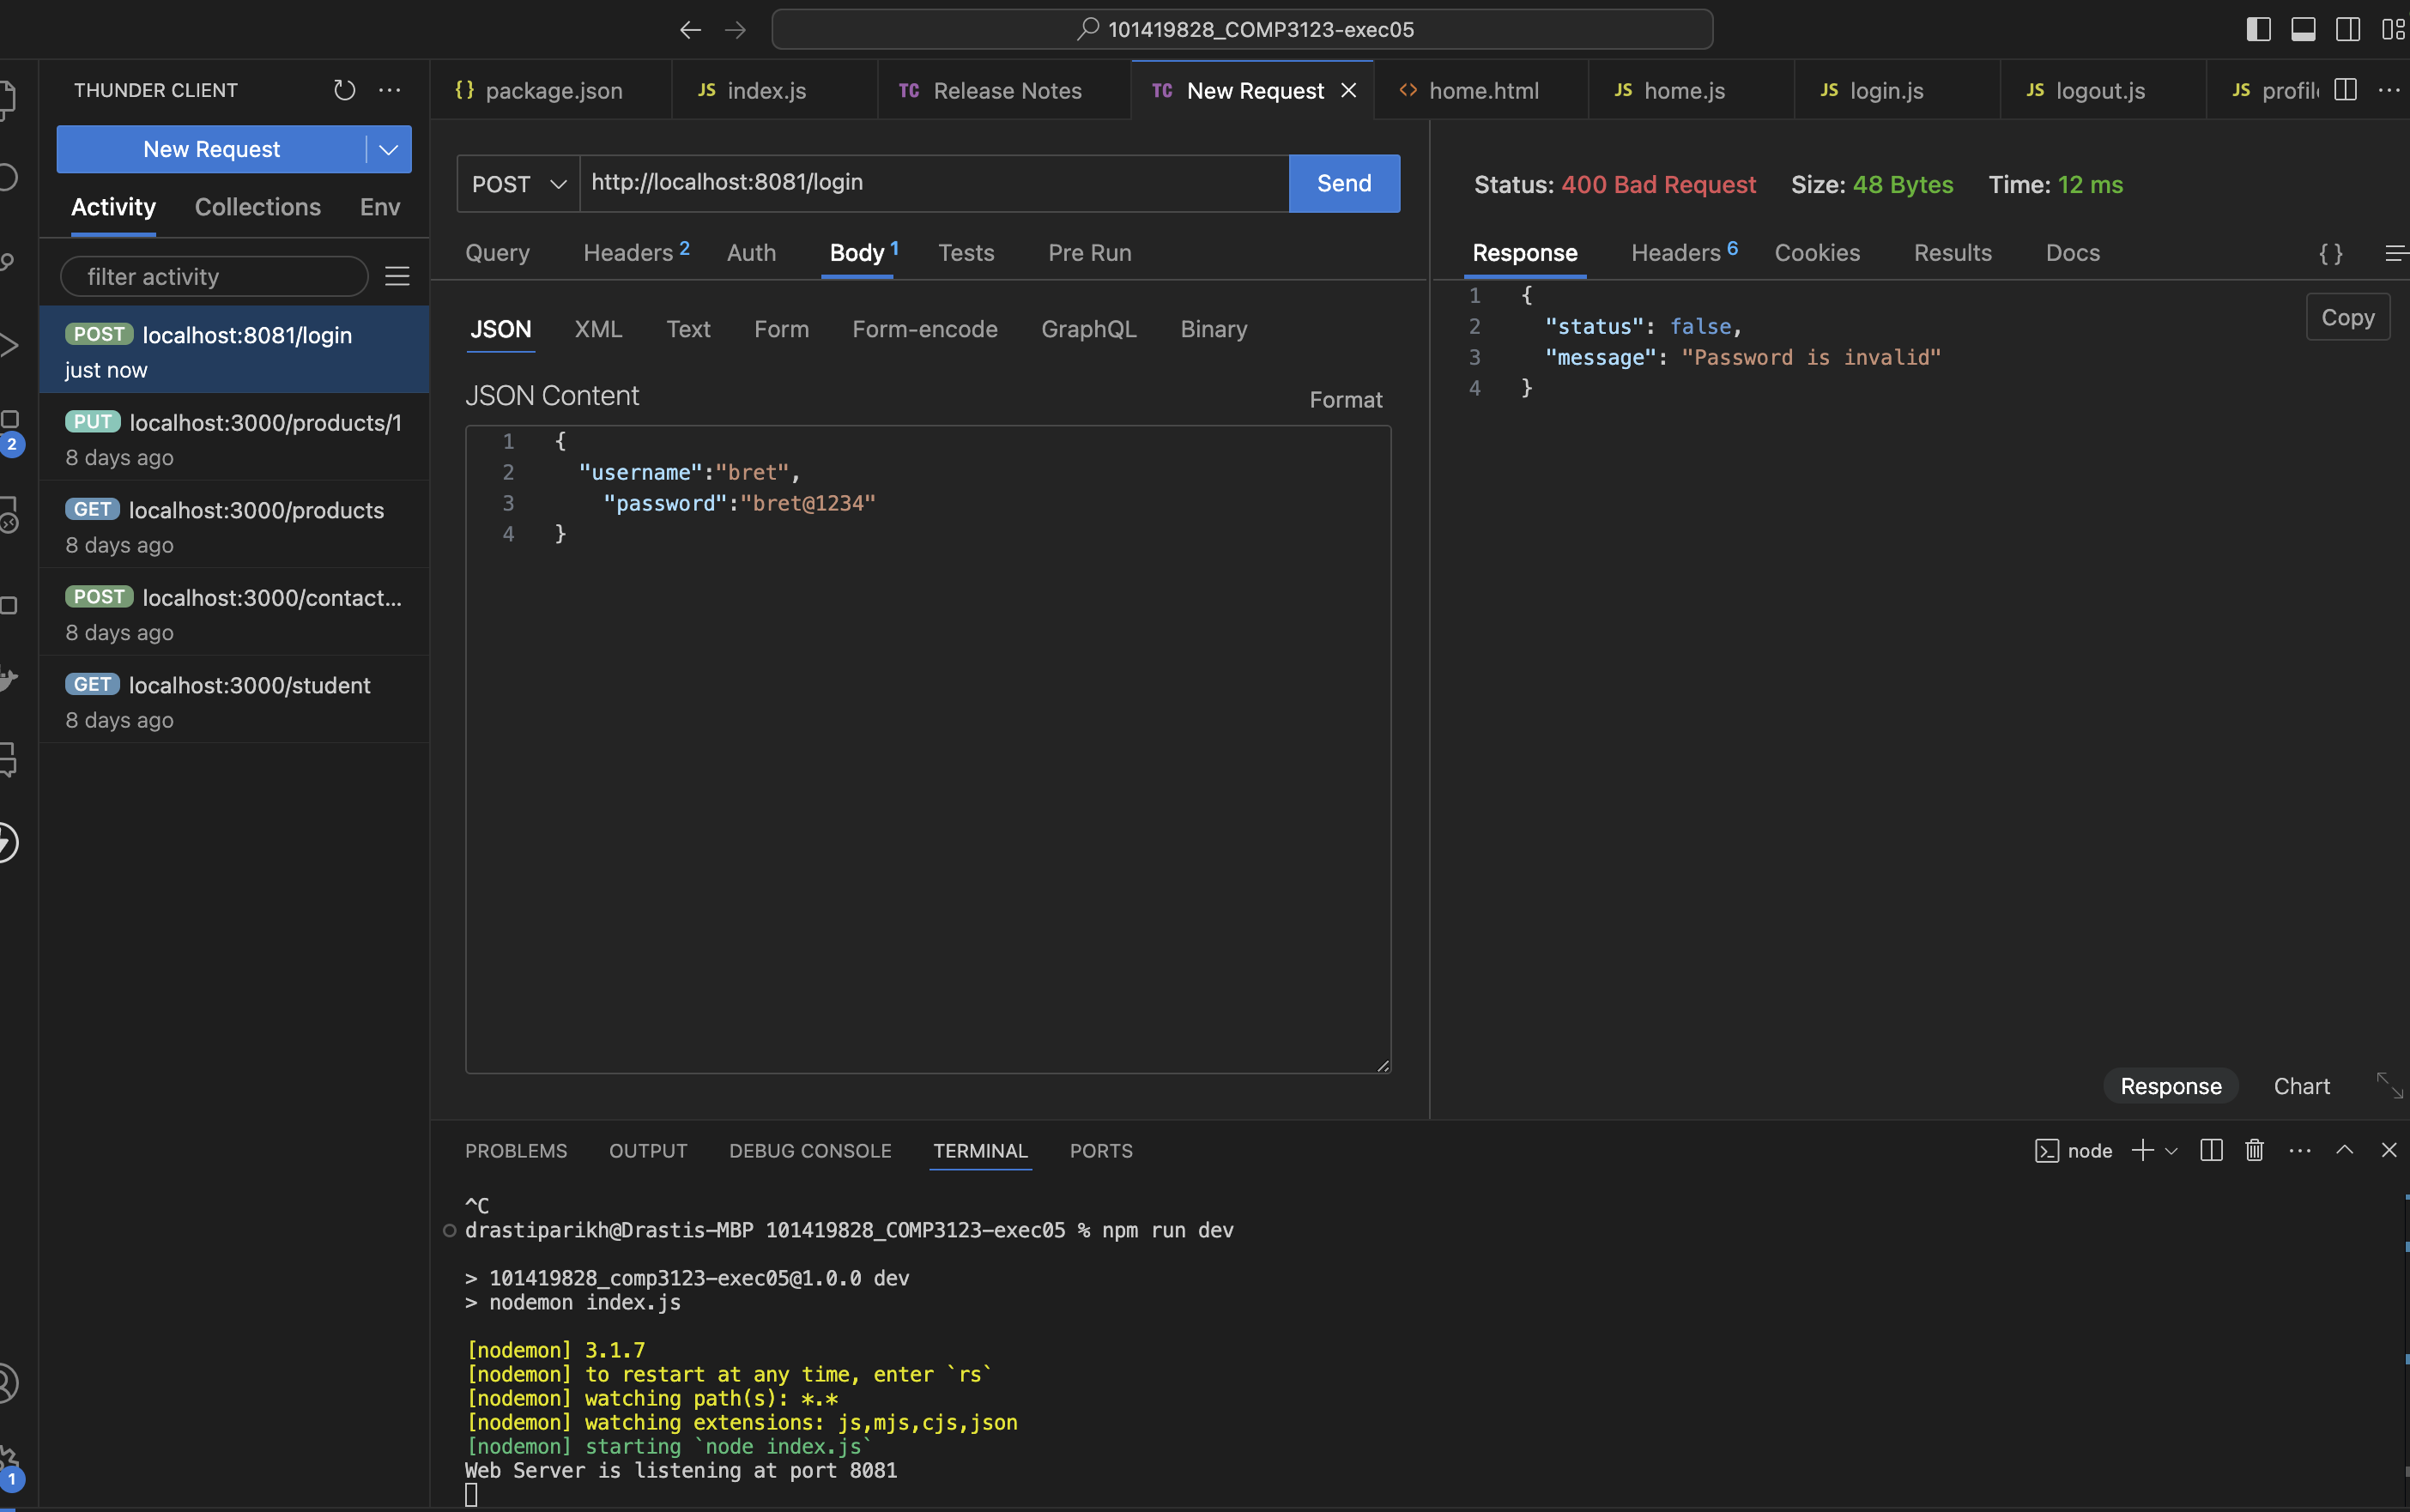 101419828_COMP3123-exec05
THUNDER CLIENT
New Request
Activity Collections Env
filter activity
POST localhost:8081/login
just now
PUT localhost:3000/products/1
8 days ago
GET localhost:3000/products
8 days ago
POST localhost:3000/contact...
8 days ago
GET localhost:3000/student
8 days ago
2
1
{} package.json JS index.js TC Release Notes TC New Request <> home.html JS home.js JS login.js JS logout.js JS profil
POST http://localhost:8081/login Send
Query Headers 2 Auth Body 1 Tests Pre Run
JSON XML Text Form Form-encode GraphQL Binary
JSON Content Format
1 {
2 "username":"bret",
3 "password":"bret@1234"
4 }
Status: 400 Bad Request Size: 48 Bytes Time: 12 ms
Response Headers 6 Cookies Results Docs {}
1 {
2 "status": false,
3 "message": "Password is invalid"
4 }
Copy
Response Chart
PROBLEMS OUTPUT DEBUG CONSOLE TERMINAL PORTS node
^C
drastiparikh@Drastis-MBP 101419828_COMP3123-exec05 % npm run dev
> 101419828_comp3123-exec05@1.0.0 dev
> nodemon index.js
[nodemon] 3.1.7
[nodemon] to restart at any time, enter `rs`
[nodemon] watching path(s): *.*
[nodemon] watching extensions: js,mjs,cjs,json
[nodemon] starting `node index.js`
Web Server is listening at port 8081